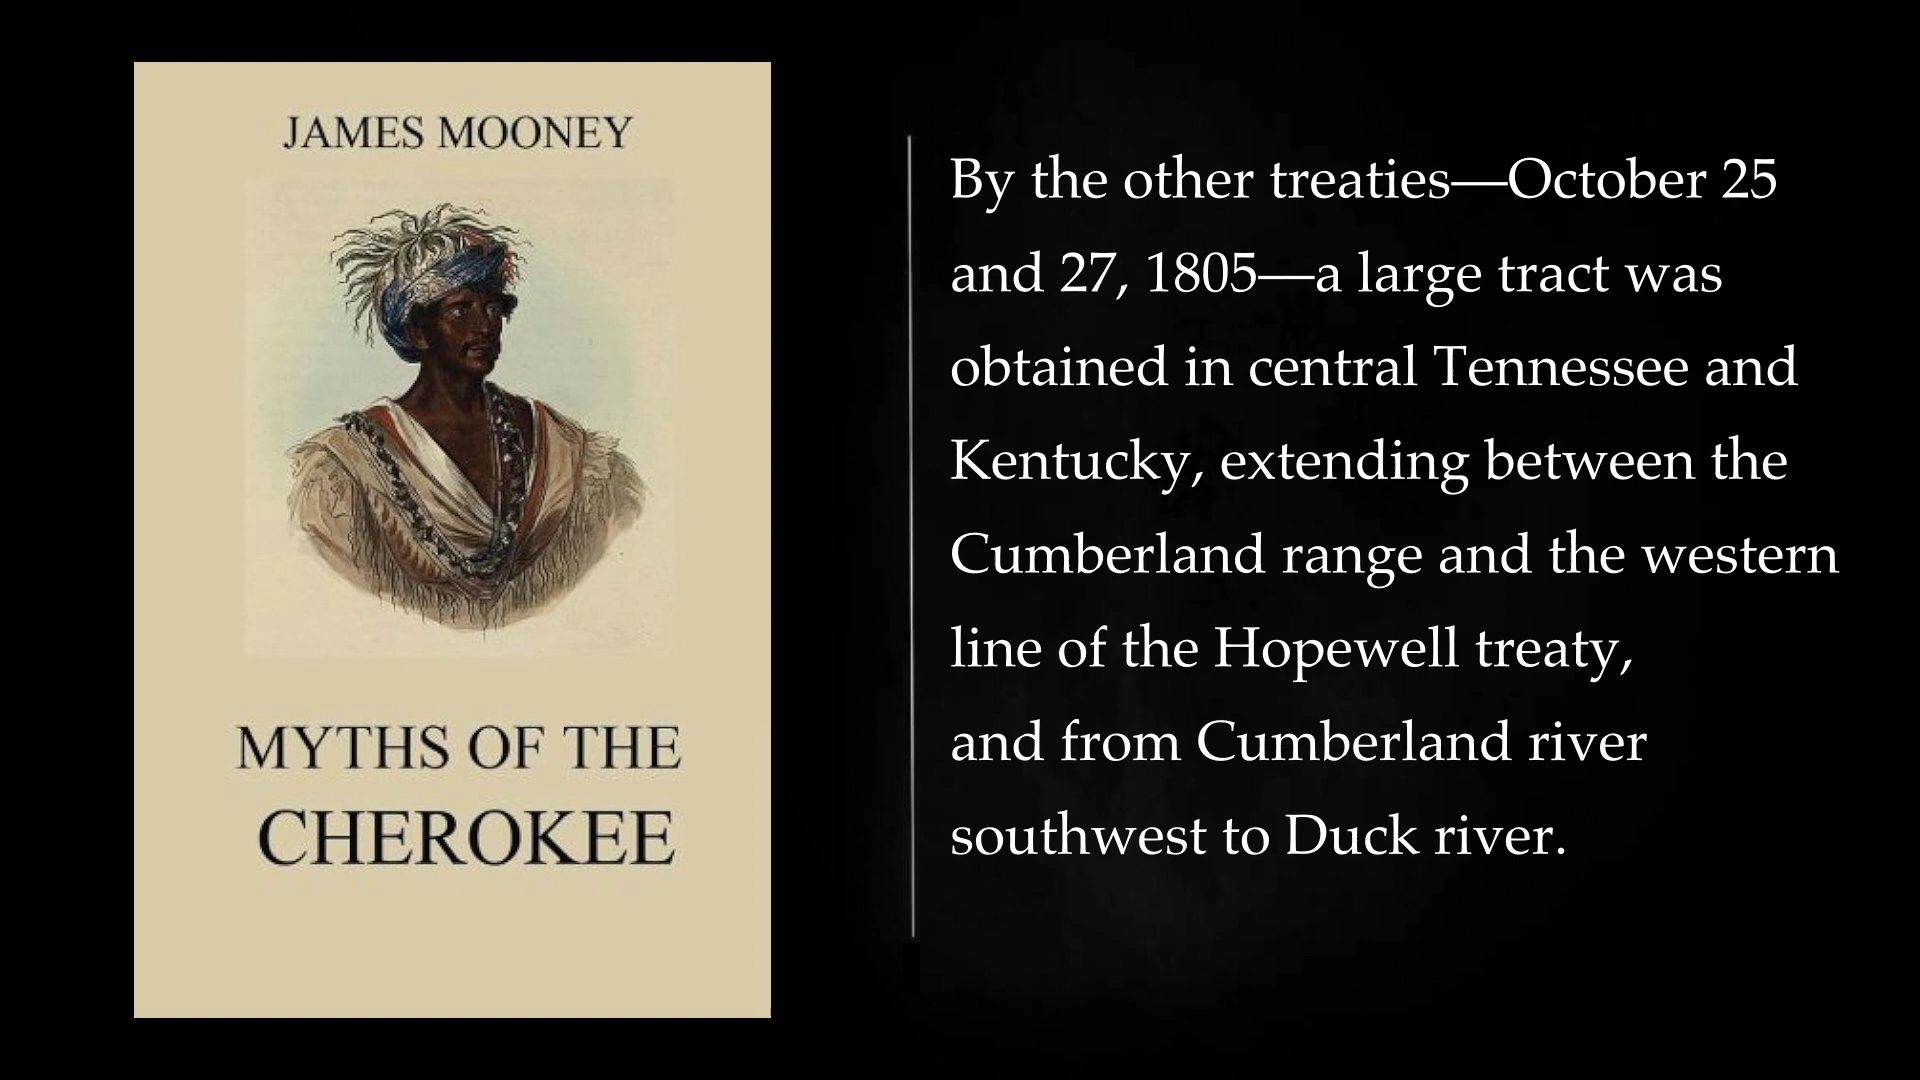 JAMES MOONEY
MYTHS OF THE
CHEROKEE
By the other treaties—October 25
and 27, 1805—a large tract was
obtained in central Tennessee and
Kentucky, extending between the
Cumberland range and the western
line of the Hopewell treaty,
and from Cumberland river
southwest to Duck river.